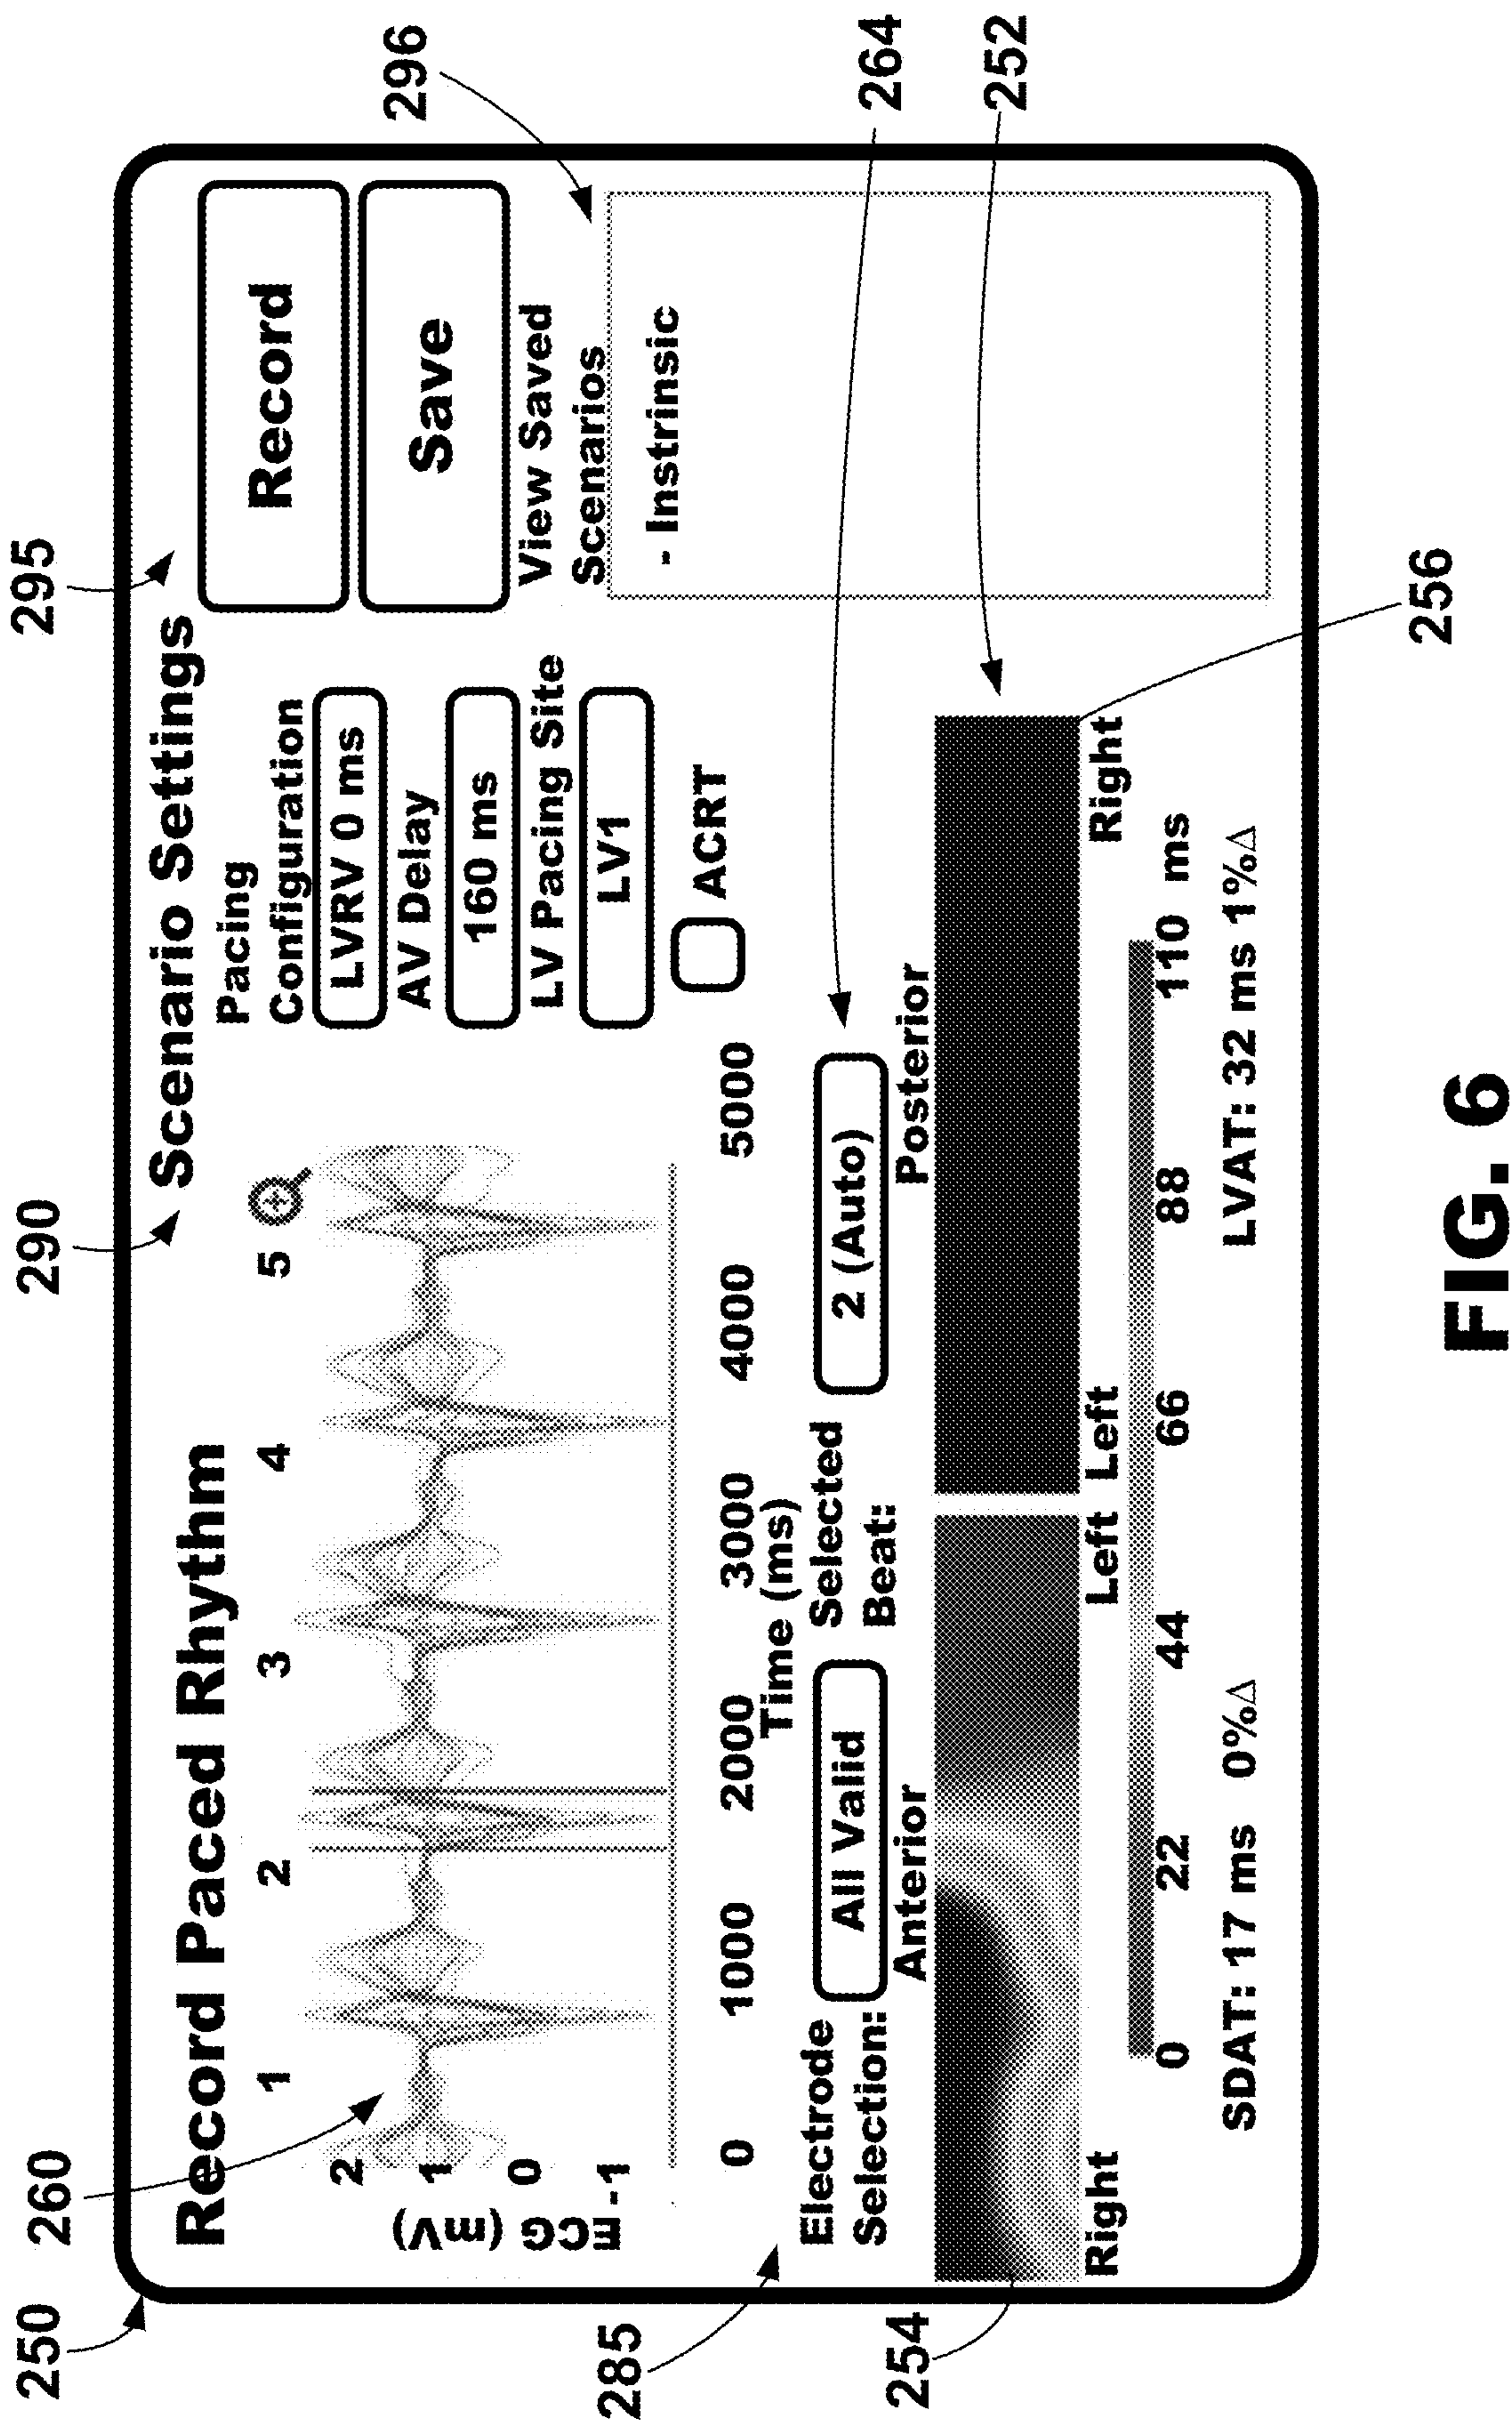 250
260
290
295
Record Paced Rhythm
Scenario Settings
1 2 3 4 5
ECG (mV)
2
1
0
-1
0 1000 2000 3000 4000 5000
Time (ms)
Pacing
Configuration
LVRV 0 ms
AV Delay
160 ms
LV Pacing Site
LV1
ACRT
Record
Save
View Saved
Scenarios
- Instrinsic
296
285
Electrode
Selection:
All Valid
Selected
Beat:
2 (Auto)
264
Anterior
Posterior
254
252
Right Left Left Right
256
0 22 44 66 88 110 ms
SDAT: 17 ms 0%Δ
LVAT: 32 ms 1%Δ
FIG. 6